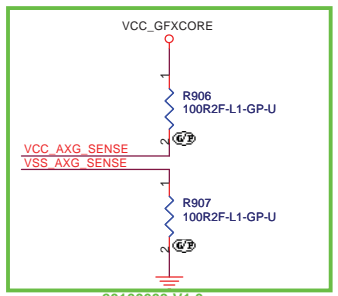 VCC_GFXCORE
1
R906
100R2F-L1-GP-U
2
G/P
VCC_AXG_SENSE
VSS_AXG_SENSE
1
R907
100R2F-L1-GP-U
2
G/P